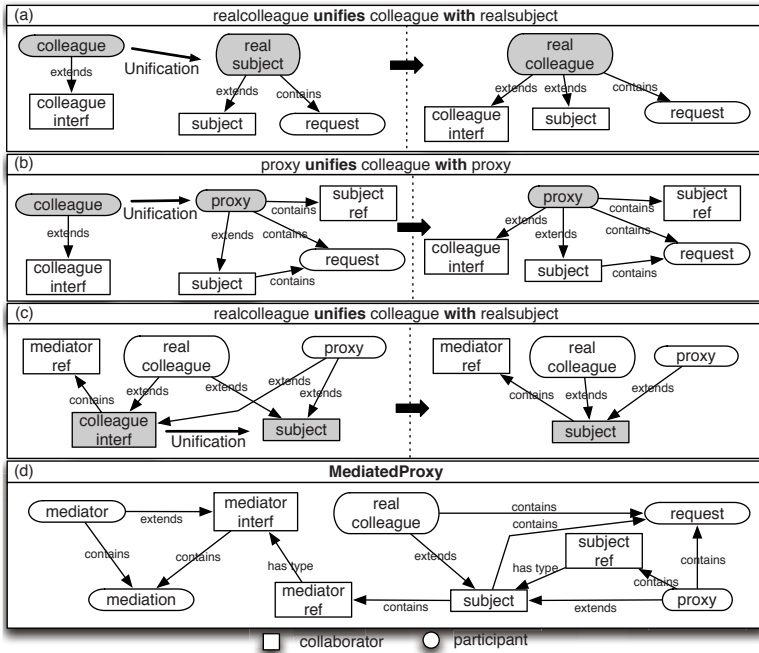 (a) realcolleague unifies colleague with realsubject
colleague
extends
colleague
interf
Unification
real
subject
extends
contains
subject
request
real
colleague
extends
extends
contains
colleague
interf
subject
request
(b) proxy unifies colleague with proxy
colleague
extends
colleague
interf
Unification
proxy
contains
subject
ref
extends
contains
request
subject
contains
proxy
contains
subject
ref
extends
extends
contains
colleague
interf
request
subject
contains
(c) realcolleague unifies colleague with realsubject
mediator
ref
real
colleague
proxy
contains
extends
extends
extends
extends
colleague
interf
Unification
subject
mediator
ref
real
colleague
proxy
contains
extends
extends
subject
(d) MediatedProxy
mediator
extends
mediator
interf
contains
contains
mediation
has type
mediator
ref
real
colleague
contains
contains
request
extends
subject
ref
has type
contains
contains
contains
subject
extends
proxy
collaborator
participant